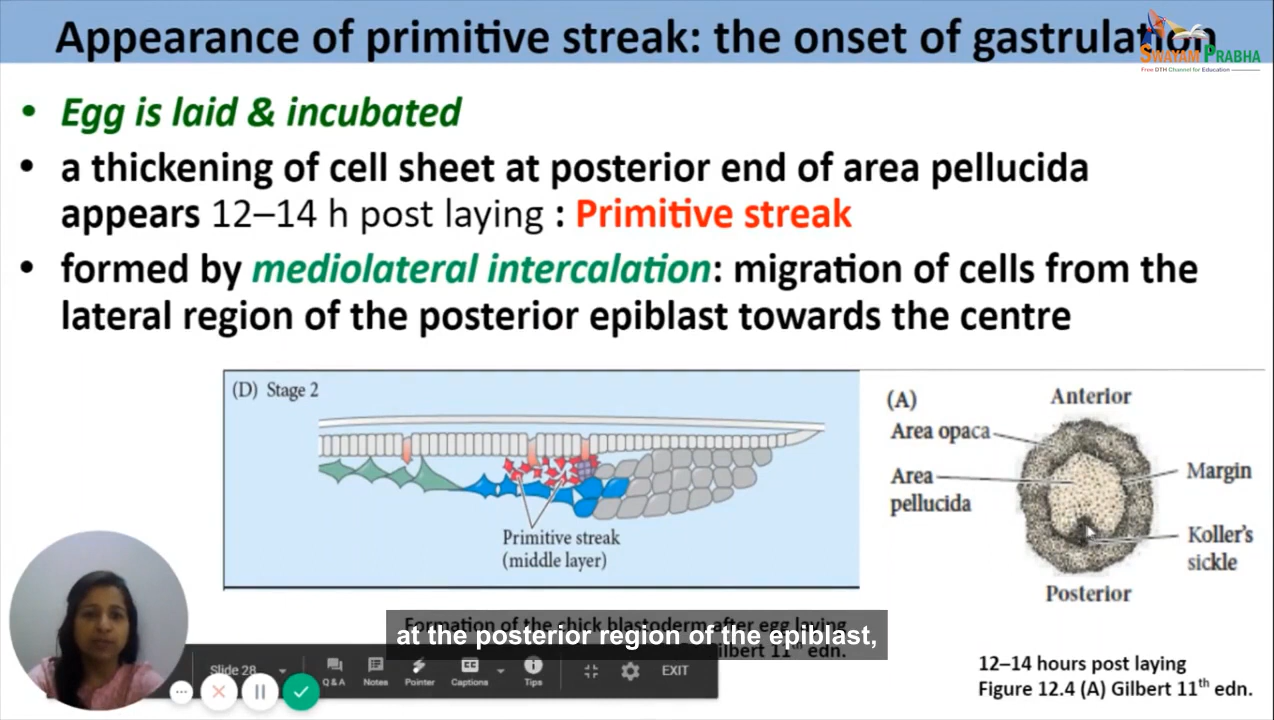 Appearance of primitive streak: the onset of gastrulation
SWAYAM PRABHA
Free DTH Channel for Education
• Egg is laid & incubated
• a thickening of cell sheet at posterior end of area pellucida
appears 12–14 h post laying : Primitive streak
• formed by mediolateral intercalation: migration of cells from the
lateral region of the posterior epiblast towards the centre
(D) Stage 2
Primitive streak
(middle layer)
(A)
Anterior
Area opaca
Area
pellucida
Margin
Koller's
sickle
Posterior
Formation of the chick blastoderm after egg laying
at the posterior region of the epiblast,
Gilbert 11th edn.
12–14 hours post laying
Figure 12.4 (A) Gilbert 11th edn.
Slide 28
Q & A
Notes
Pointer
Captions
Tips
EXIT